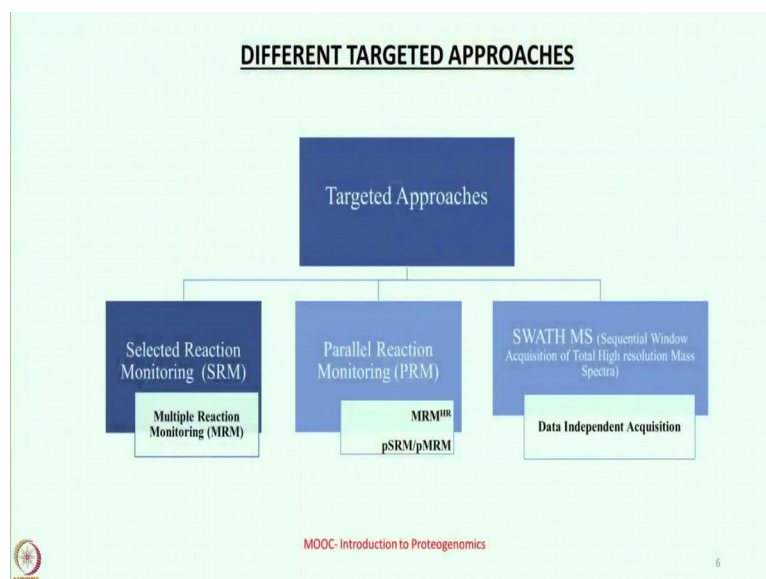 DIFFERENT TARGETED APPROACHES
Targeted Approaches
Selected Reaction
Monitoring (SRM)
Multiple Reaction
Monitoring (MRM)
Parallel Reaction
Monitoring (PRM)
MRMᴴᴿ
pSRM/pMRM
SWATH MS (Sequential Window
Acquisition of Total High resolution Mass
Spectra)
Data Independent Acquisition
MOOC- Introduction to Proteogenomics
6